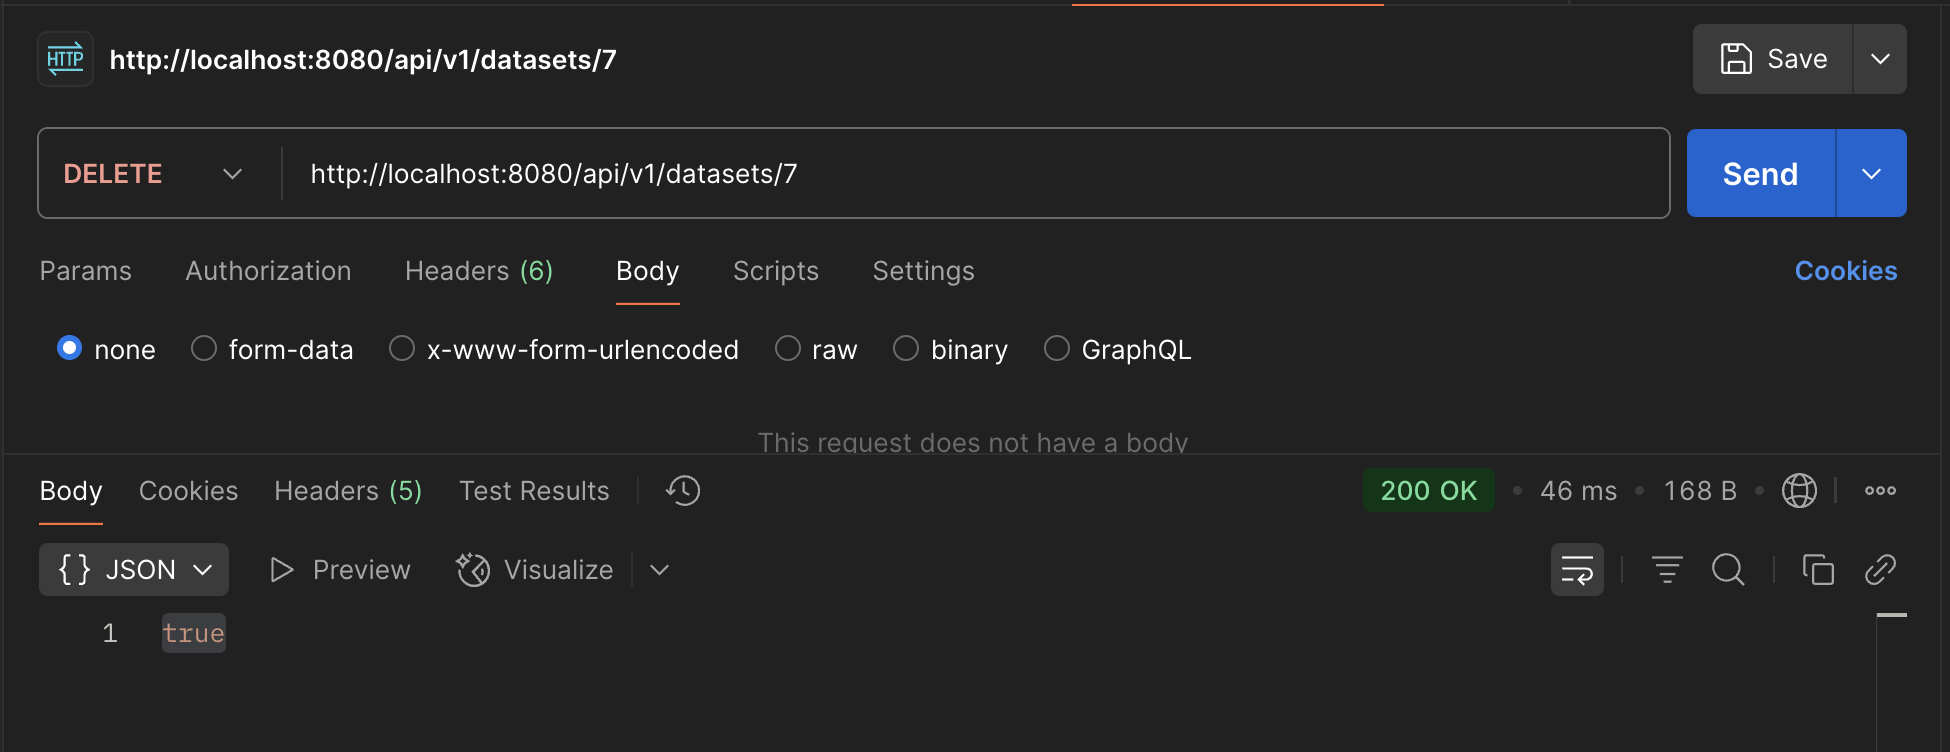 HTTP http://localhost:8080/api/v1/datasets/7 Save
DELETE http://localhost:8080/api/v1/datasets/7 Send
Params Authorization Headers (6) Body Scripts Settings Cookies
none form-data x-www-form-urlencoded raw binary GraphQL
This request does not have a body
Body Cookies Headers (5) Test Results 200 OK • 46 ms • 168 B •
{} JSON Preview Visualize
1 true